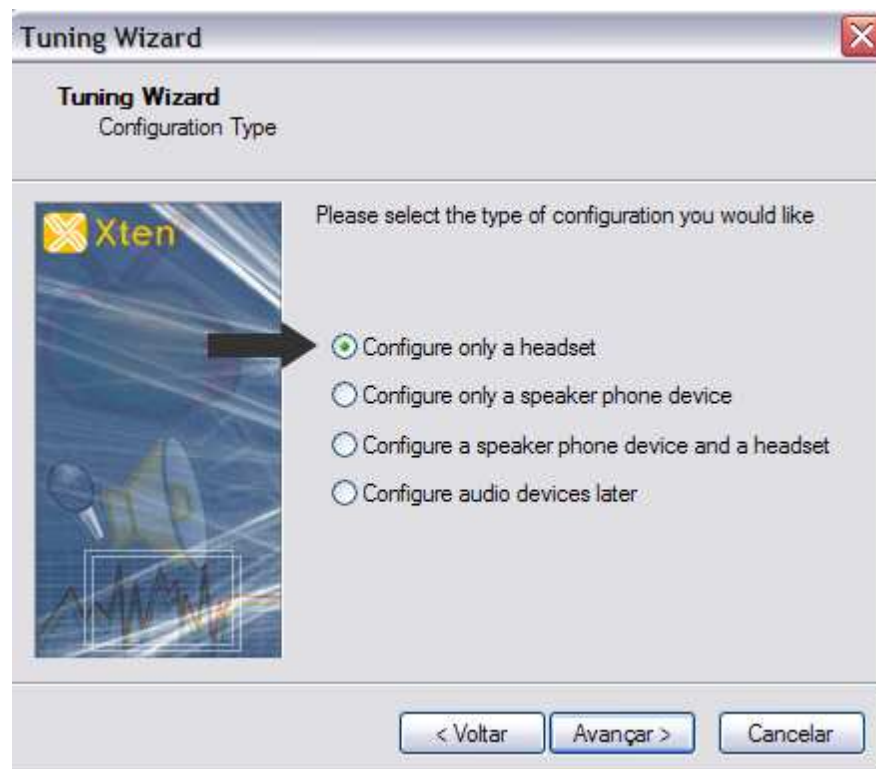 Tuning Wizard
Tuning Wizard
Configuration Type
Xten
Please select the type of configuration you would like
Configure only a headset
Configure only a speaker phone device
Configure a speaker phone device and a headset
Configure audio devices later
< Voltar
Avançar >
Cancelar